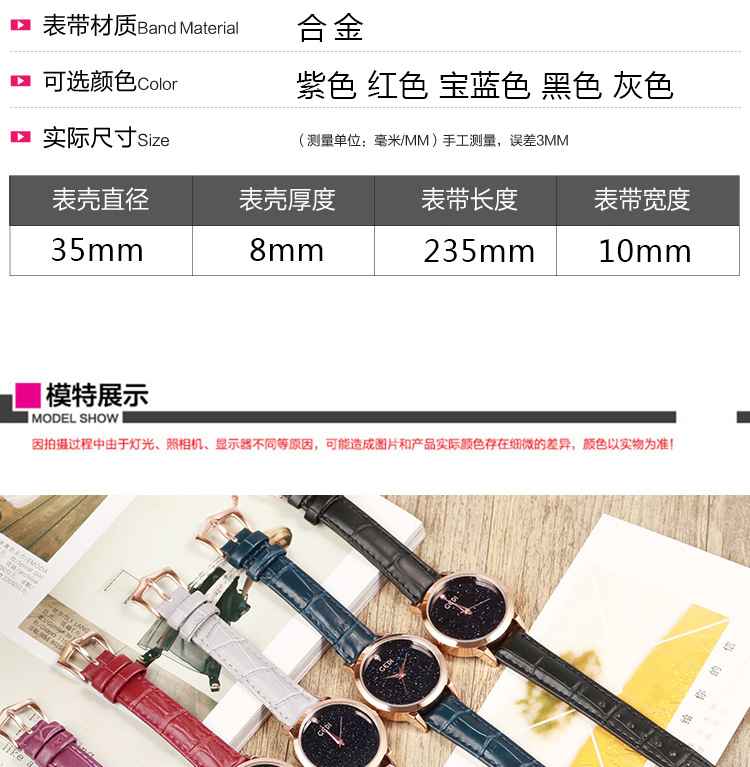 表带材质Band Material 合金
可选颜色Color 紫色 红色 宝蓝色 黑色 灰色
实际尺寸Size （测量单位：毫米/MM）手工测量，误差3MM
表壳直径 表壳厚度 表带长度 表带宽度
35mm 8mm 235mm 10mm
模特展示
MODEL SHOW
因拍摄过程中由于灯光、照相机、显示器不同等原因，可能造成图片和产品实际颜色存在细微的差异，颜色以实物为准！
GEDI
GEDI
给你的信